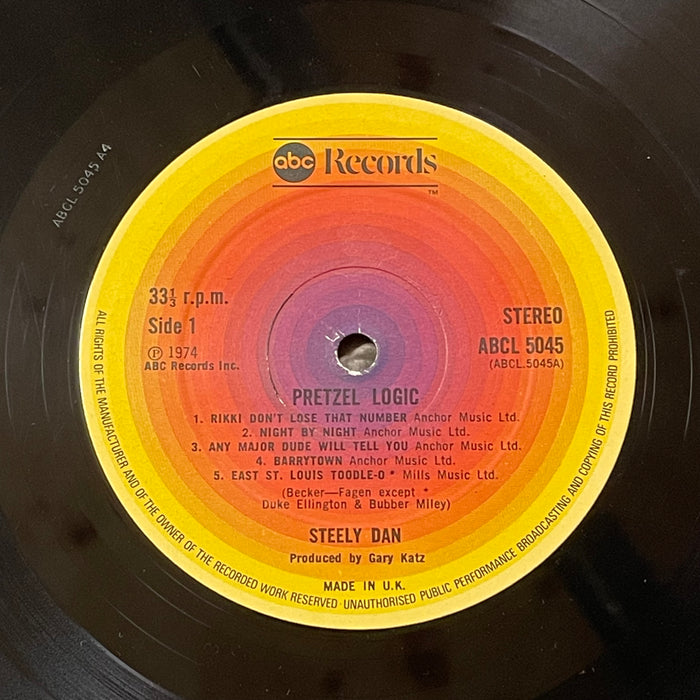 ABCL 5045 A4
abc Records
TM
33⅓ r.p.m.
Side 1
℗ 1974
ABC Records Inc.
STEREO
ABCL 5045
(ABCL.5045A)
PRETZEL LOGIC
1. RIKKI DON'T LOSE THAT NUMBER Anchor Music Ltd.
2. NIGHT BY NIGHT Anchor Music Ltd.
3. ANY MAJOR DUDE WILL TELL YOU Anchor Music Ltd.
4. BARRYTOWN Anchor Music Ltd.
5. EAST ST. LOUIS TOODLE-O * Mills Music Ltd.
(Becker—Fagen except *
Duke Ellington & Bubber Miley)
STEELY DAN
Produced by Gary Katz
MADE IN U.K.
ALL RIGHTS OF THE MANUFACTURER AND OF THE OWNER OF THE RECORDED WORK RESERVED · UNAUTHORISED PUBLIC PERFORMANCE BROADCASTING AND COPYING OF THIS RECORD PROHIBITED